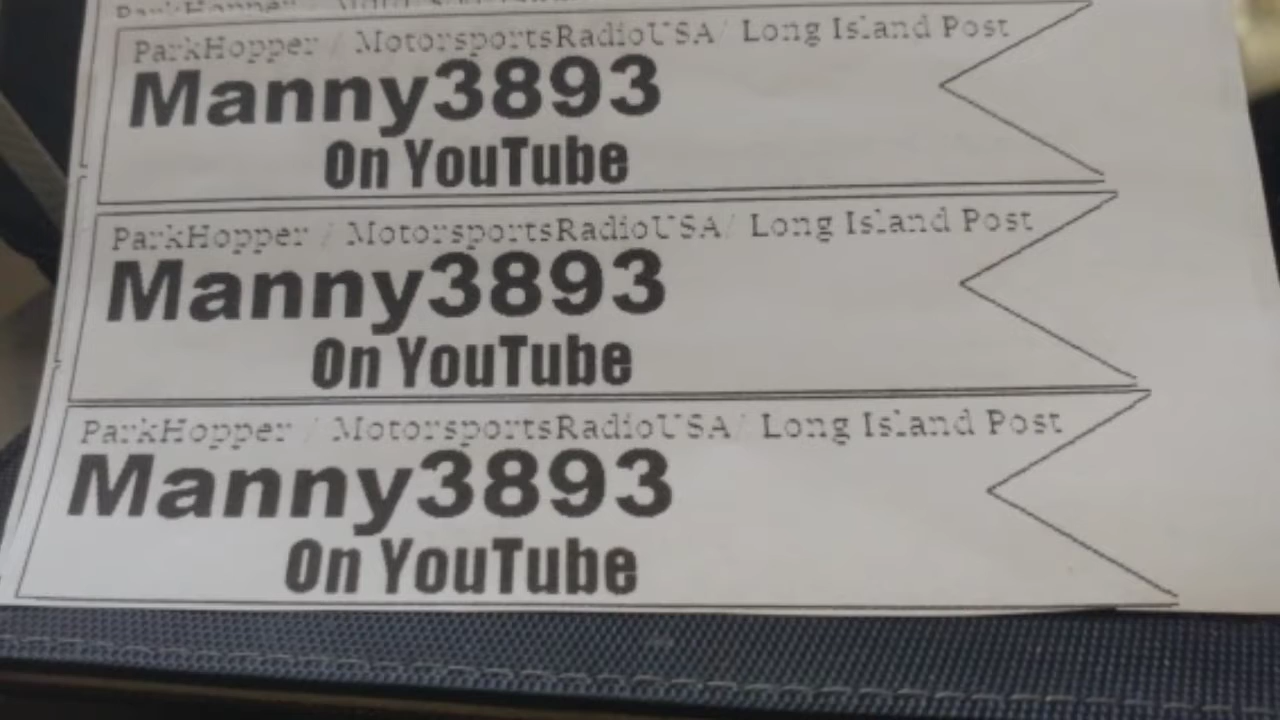 ParkHopper
ParkHopper / MotorsportsRadioUSA/ Long Island Post
Manny3893
On YouTube
ParkHopper / MotorsportsRadioUSA/ Long Island Post
Manny3893
On YouTube
ParkHopper / MotorsportsRadioUSA/ Long Island Post
Manny3893
On YouTube